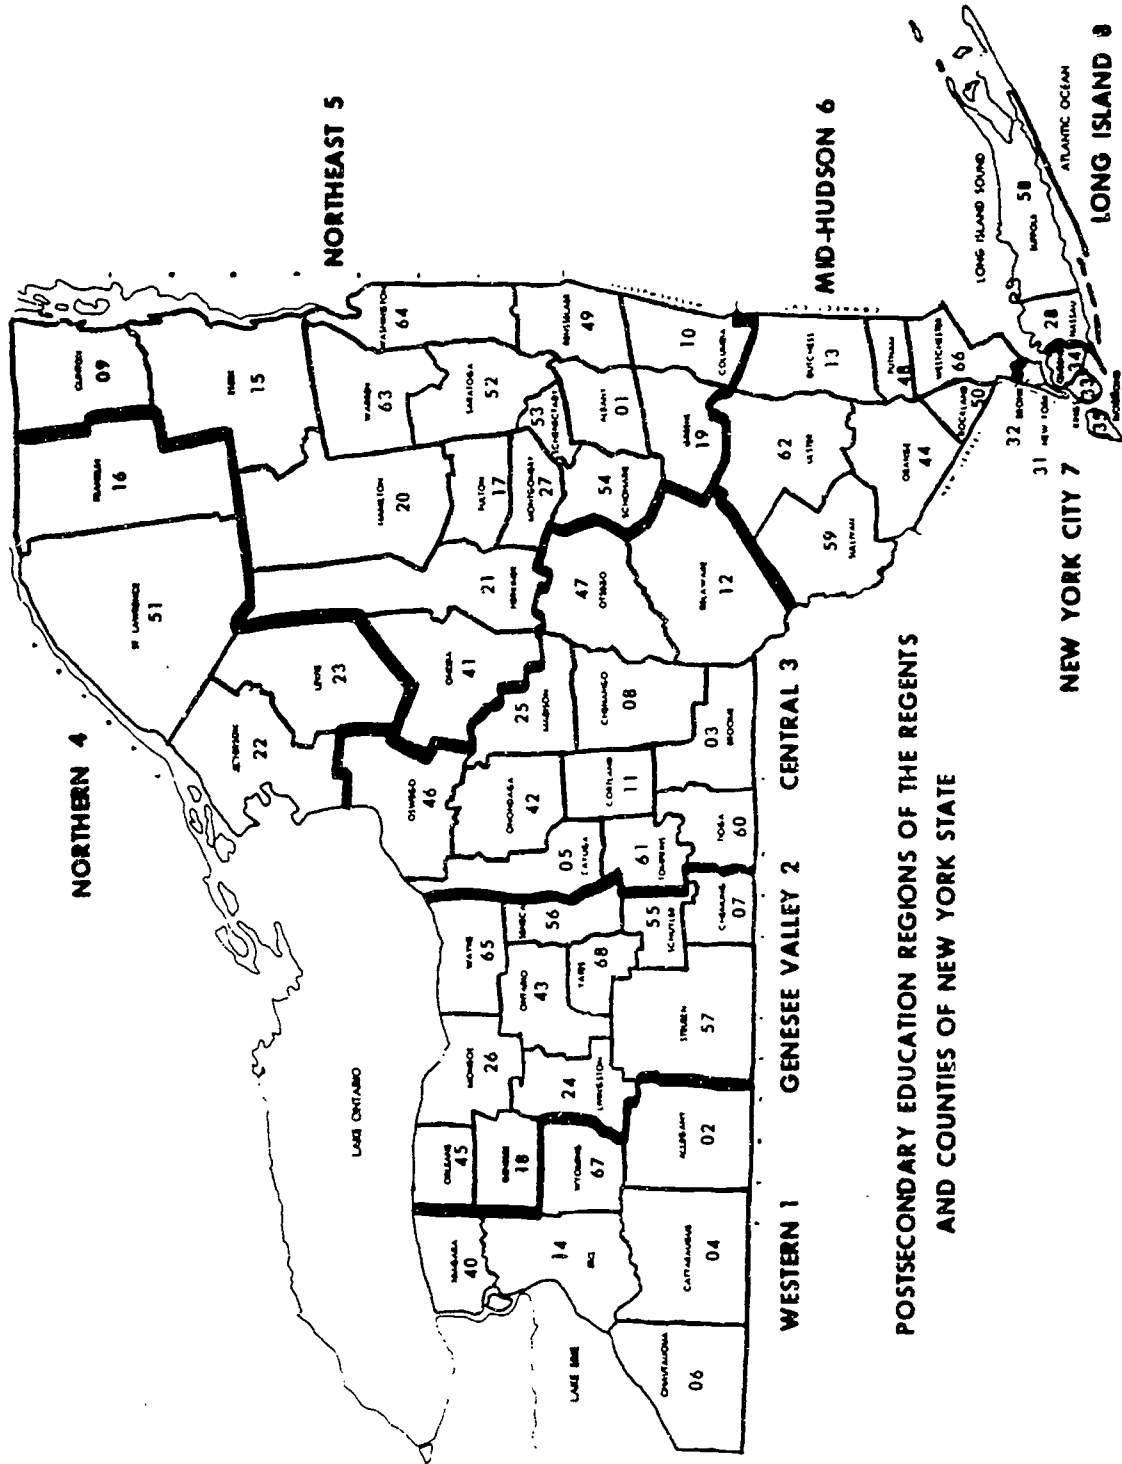 NORTHERN 4
NORTHEAST 5
CLINTON
09
FRANKLIN
16
ST LAWRENCE
51
ESSEX
15
JEFFERSON
22
LEWIS
23
HAMILTON
20
WARREN
63
WASHINGTON
64
HERKIMER
21
ONEIDA
41
FULTON
17
SARATOGA
52
MONTGOMERY
27
SCHENECTADY
53
RENSSELAER
49
ALBANY
01
SCHOHARIE
54
LAKE ONTARIO
OSWEGO
46
NIAGARA
40
ORLEANS
45
MONROE
26
WAYNE
65
GENESEE
18
ONTARIO
43
SENECA
56
CAYUGA
05
ONONDAGA
42
MADISON
25
OTSEGO
47
ERIE
14
WYOMING
67
LIVINGSTON
24
YATES
68
CORTLAND
11
CHENANGO
08
TOMPKINS
61
SCHUYLER
55
LAKE ERIE
CHAUTAUQUA
06
CATTARAUGUS
04
ALLEGANY
02
STEUBEN
57
CHEMUNG
07
TIOGA
60
BROOME
03
DELAWARE
12
GREENE
19
COLUMBIA
10
MID-HUDSON 6
ULSTER
62
DUTCHESS
13
SULLIVAN
59
ORANGE
44
PUTNAM
48
WESTCHESTER
66
ROCKLAND
50
WESTERN 1
GENESEE VALLEY 2
CENTRAL 3
LONG ISLAND SOUND
SUFFOLK
58
NASSAU
28
BRONX
32
NEW YORK
31
QUEENS
34
KINGS
33
RICHMOND
35
ATLANTIC OCEAN
NEW YORK CITY 7
LONG ISLAND 8
POSTSECONDARY EDUCATION REGIONS OF THE REGENTS
AND COUNTIES OF NEW YORK STATE